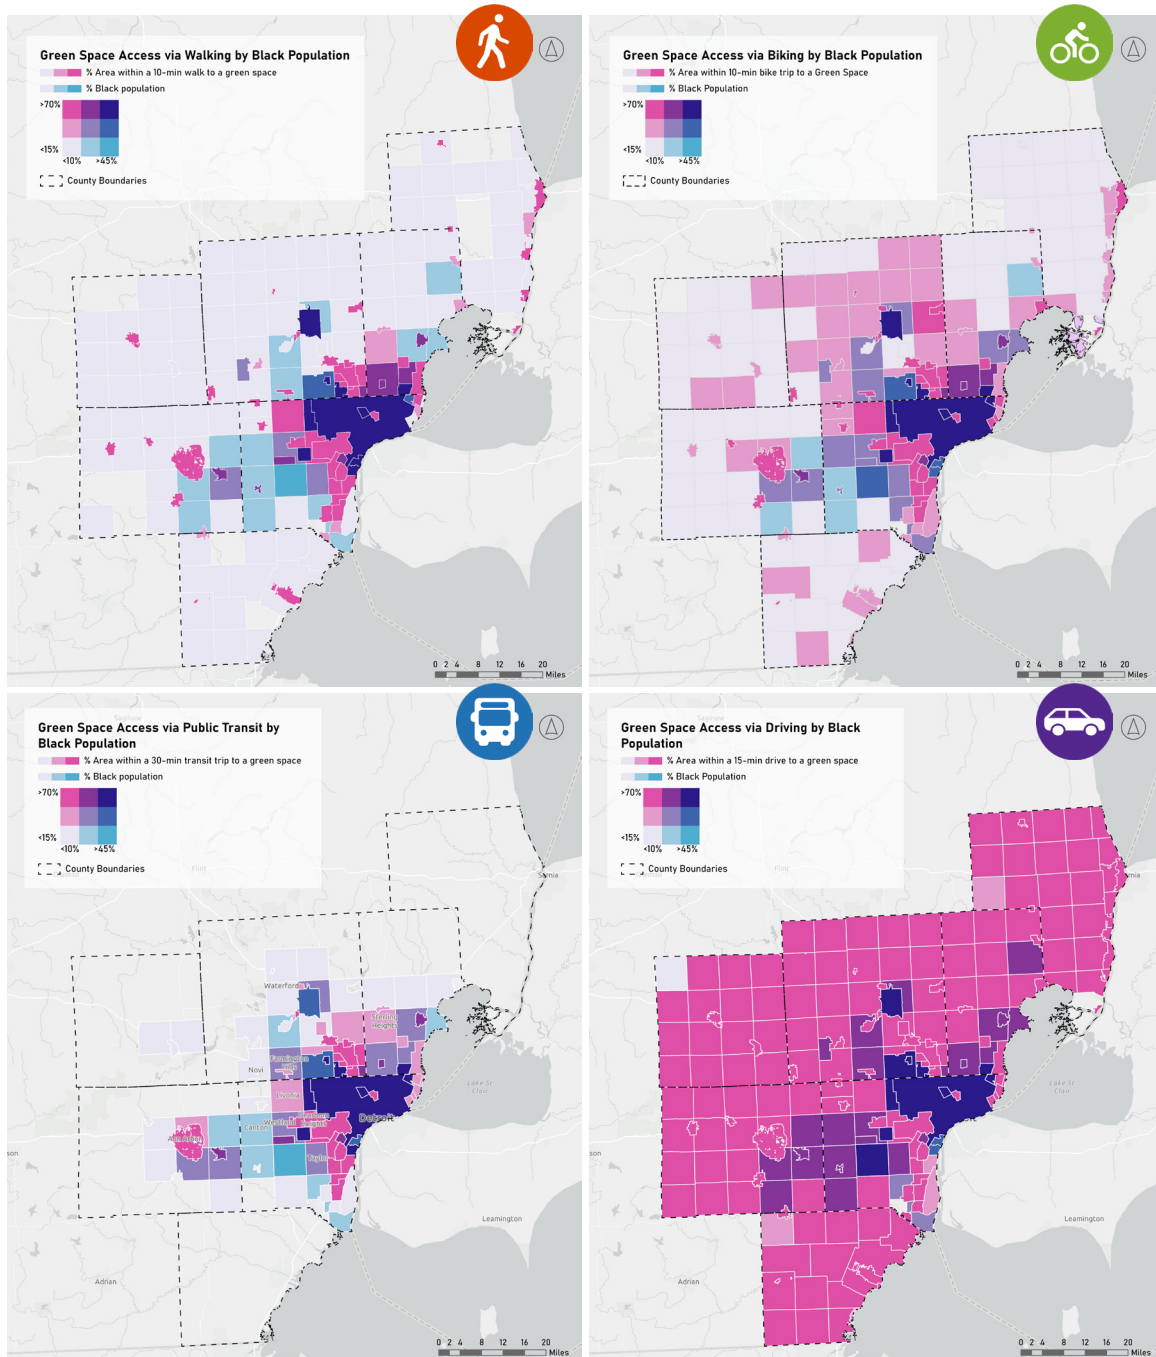 Green Space Access via Walking by Black Population
% Area within a 10-min walk to a green space
% Black population
>70%
<15%
<10% >45%
County Boundaries
0 2 4 8 12 16 20
Miles
Green Space Access via Biking by Black Population
% Area within 10-min bike trip to a Green Space
% Black Population
>70%
<15%
<10% >45%
County Boundaries
0 2 4 8 12 16 20
Miles
Green Space Access via Public Transit by
Black Population
% Area within a 30-min transit trip to a green space
% Black population
>70%
<15%
<10% >45%
County Boundaries
Saginaw
Flint
Sarnia
Waterford
Sterling
Heights
Farmington
Hills
Novi
Livonia
Lake St
Clair
Detroit
Dearborn
Heights
Westland
Canton
Ann Arbor
Taylor
son
Leamington
Adrian
0 2 4 8 12 16 20
Miles
Green Space Access via Driving by Black
Population
% Area within a 15-min drive to a green space
% Black Population
>70%
<15%
<10% >45%
County Boundaries
Saginaw
Flint
rnia
Lake St
Clair
son
Leamington
Adrian
0 2 4 8 12 16 20
Miles